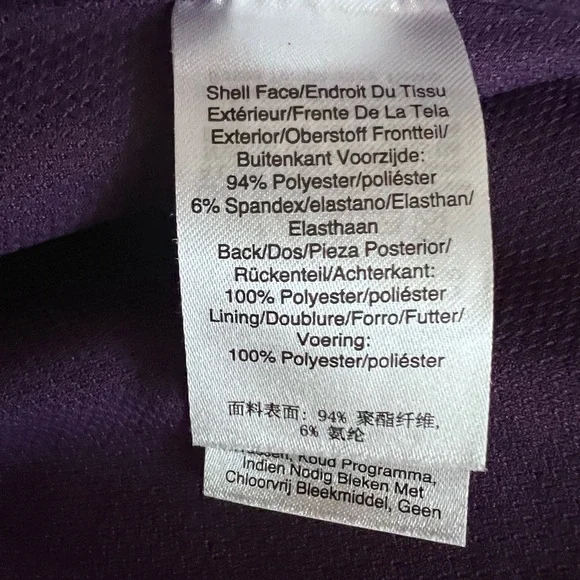 Shell Face/Endroit Du Tissu
Extérieur/Frente De La Tela
Exterior/Oberstoff Frontteil/
Buitenkant Voorzijde:
94% Polyester/poliéster
6% Spandex/elastano/Elasthan/
Elasthaan
Back/Dos/Pieza Posterior/
Rückenteil/Achterkant:
100% Polyester/poliéster
Lining/Doublure/Forro/Futter/
Voering:
100% Polyester/poliéster
面料表面: 94% 聚酯纤维,
6% 氨纶
Koud Programma,
Indien Nodig Bleken Met
Chloorvrij Bleekmiddel, Geen